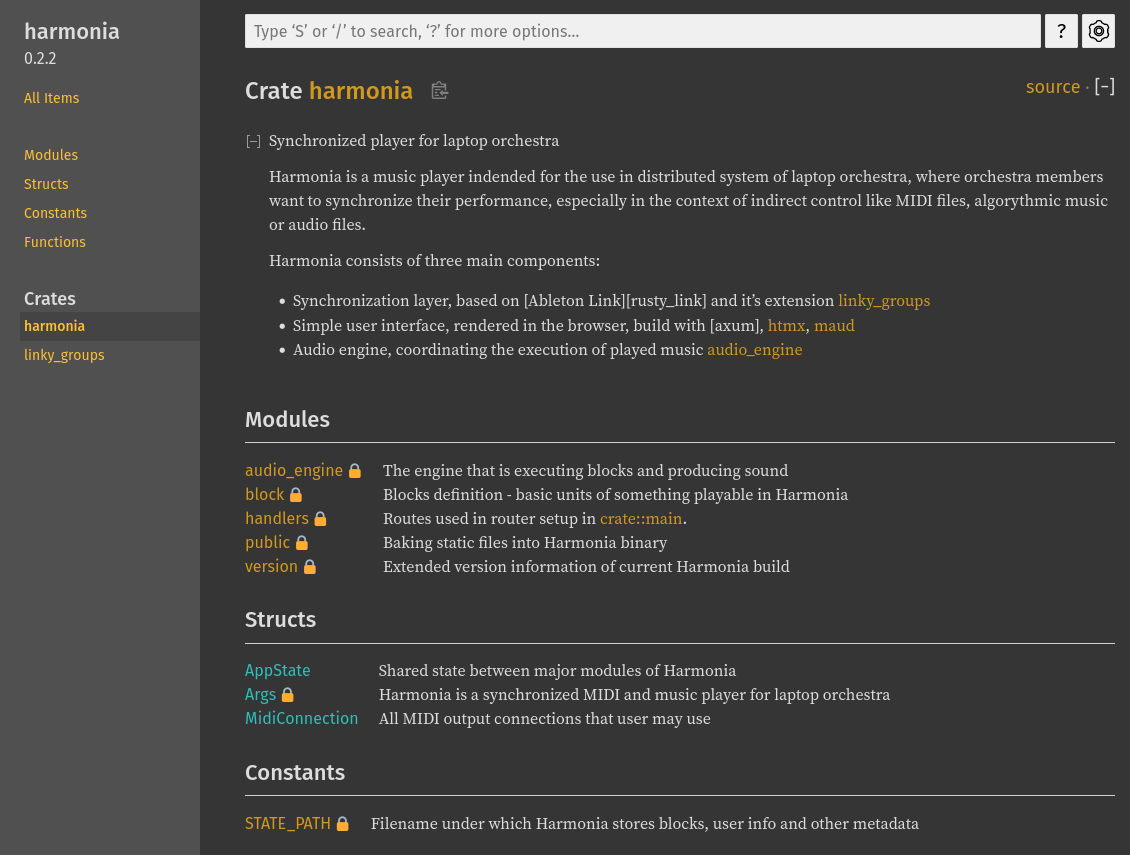 harmonia
0.2.2
All Items
Modules
Structs
Constants
Functions
Crates
harmonia
linky_groups
Type ‘S’ or ‘/’ to search, ‘?’ for more options…
?
Crate harmonia
source · [−]
[−] Synchronized player for laptop orchestra
Harmonia is a music player indended for the use in distributed system of laptop orchestra, where orchestra members
want to synchronize their performance, especially in the context of indirect control like MIDI files, algorythmic music
or audio files.
Harmonia consists of three main components:
• Synchronization layer, based on [Ableton Link][rusty_link] and it’s extension linky_groups
• Simple user interface, rendered in the browser, build with [axum], htmx, maud
• Audio engine, coordinating the execution of played music audio_engine
Modules
audio_engine 🔒 The engine that is executing blocks and producing sound
block 🔒 Blocks definition - basic units of something playable in Harmonia
handlers 🔒 Routes used in router setup in crate::main.
public 🔒 Baking static files into Harmonia binary
version 🔒 Extended version information of current Harmonia build
Structs
AppState Shared state between major modules of Harmonia
Args 🔒 Harmonia is a synchronized MIDI and music player for laptop orchestra
MidiConnection All MIDI output connections that user may use
Constants
STATE_PATH 🔒 Filename under which Harmonia stores blocks, user info and other metadata